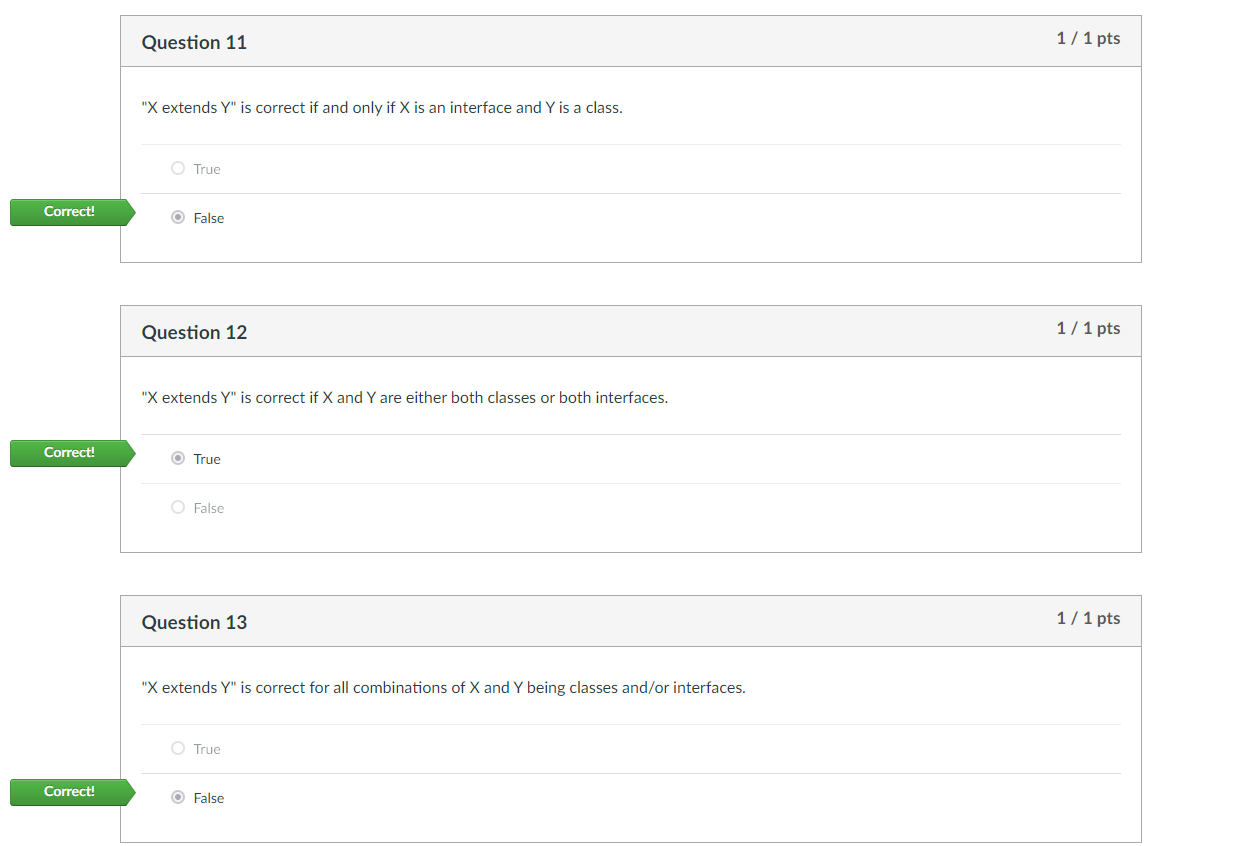 Question 11
1 / 1 pts
"X extends Y" is correct if and only if X is an interface and Y is a class.
True
Correct!
False
Question 12
1 / 1 pts
"X extends Y" is correct if X and Y are either both classes or both interfaces.
Correct!
True
False
Question 13
1 / 1 pts
"X extends Y" is correct for all combinations of X and Y being classes and/or interfaces.
True
Correct!
False